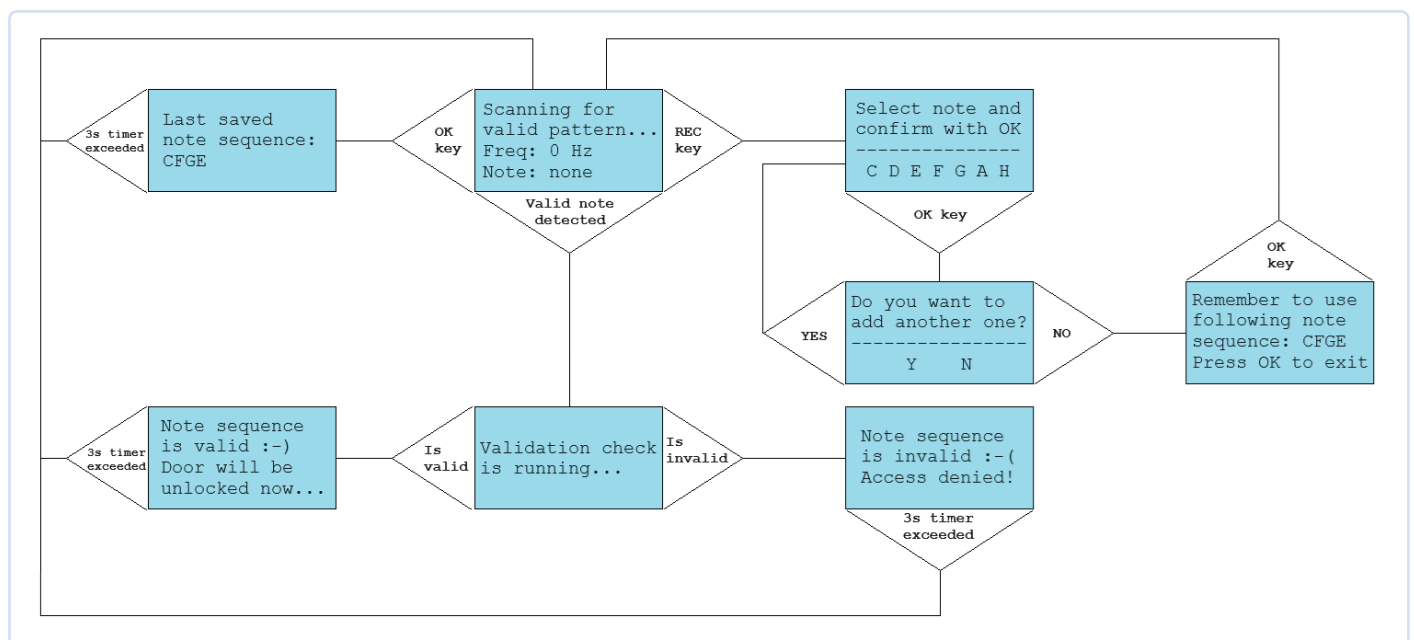 3s timer
exceeded
Last saved
note sequence:
CFGE
OK
key
Scanning for
valid pattern...
Freq: 0 Hz
Note: none
REC
key
Valid note
detected
Select note and
confirm with OK
---------------
C D E F G A H
OK key
YES
Do you want to
add another one?
----------------
Y N
NO
OK
key
Remember to use
following note
sequence: CFGE
Press OK to exit
3s timer
exceeded
Note sequence
is valid :-)
Door will be
unlocked now...
Is
valid
Validation check
is running...
Is
invalid
Note sequence
is invalid :-(
Access denied!
3s timer
exceeded